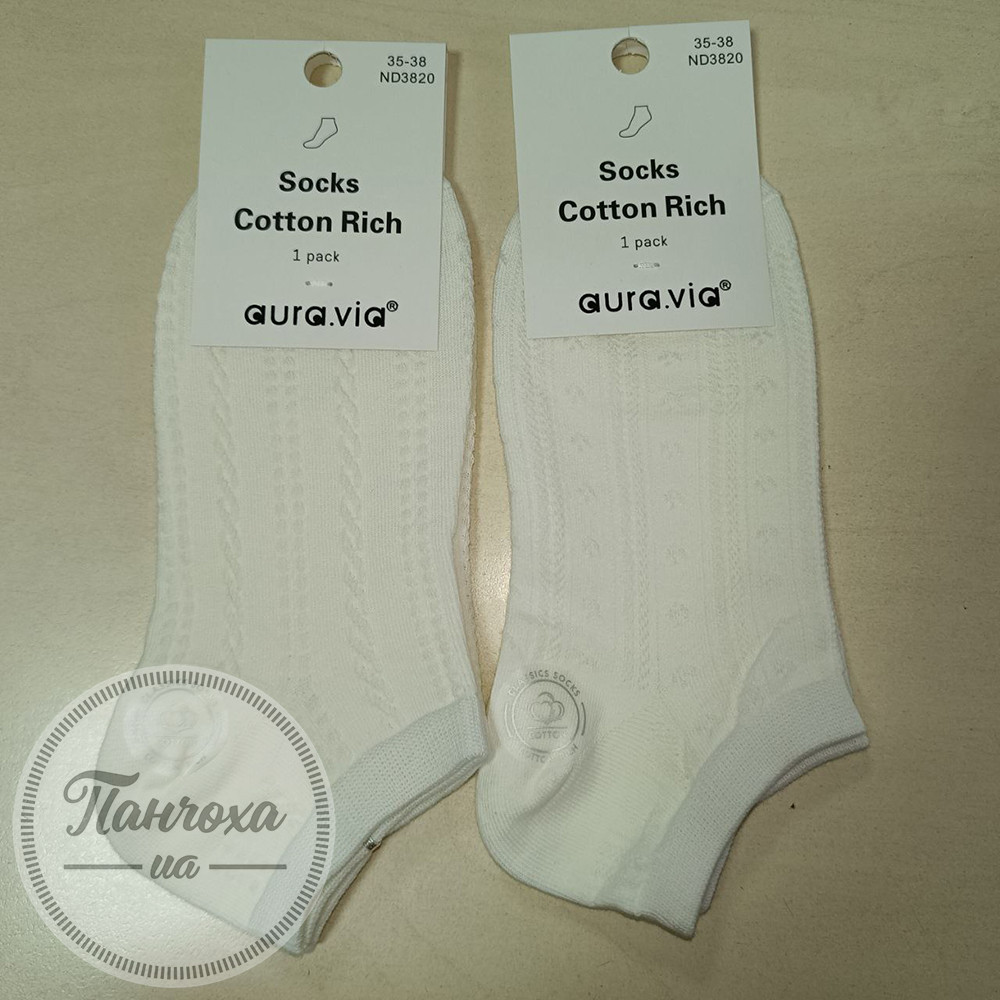 35-38
ND3820
Socks
Cotton Rich
1 pack
aura.via®
35-38
ND3820
Socks
Cotton Rich
1 pack
aura.via®
SOCKS
Панчоха
ua